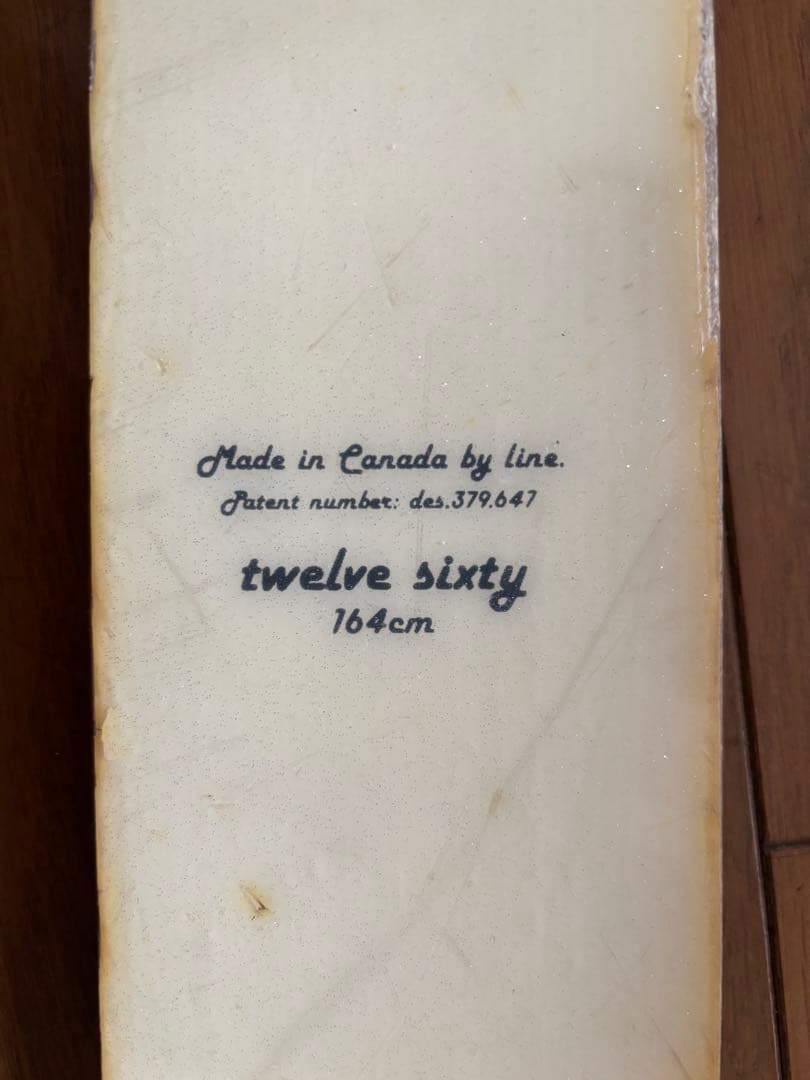 Made in Canada by line.
Patent number: des.379.647
twelve sixty
164cm